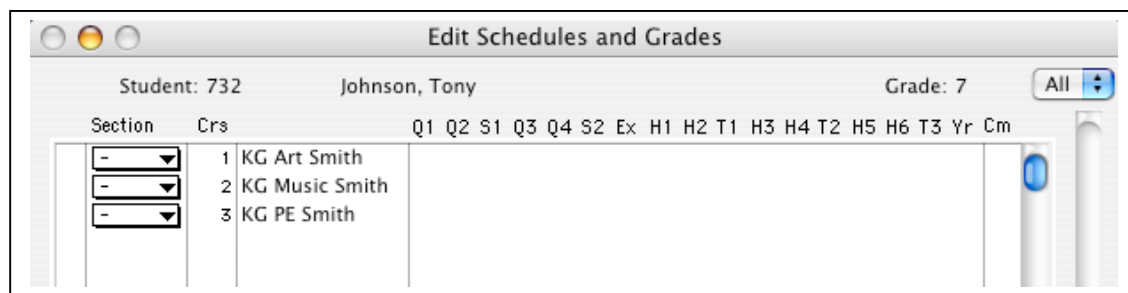 Edit Schedules and Grades
Student: 732 Johnson, Tony Grade: 7 All
Section Crs Q1 Q2 S1 Q3 Q4 S2 Ex H1 H2 T1 H3 H4 T2 H5 H6 T3 Yr Cm
- 1 KG Art Smith
- 2 KG Music Smith
- 3 KG PE Smith